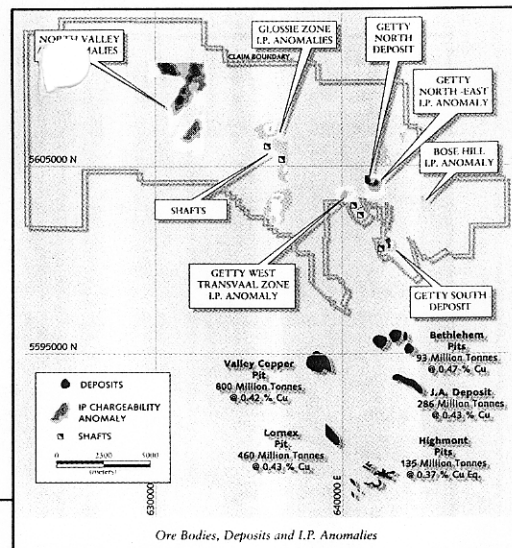 NORTH VALLEY
ANOMALIES
GLOSSIE ZONE
I.P. ANOMALIES
CLAIM BOUNDARY
GETTY
NORTH
DEPOSIT
GETTY
NORTH -EAST
I.P. ANOMALY
BOSE HILL
I.P. ANOMALY
5605000 N
SHAFTS
GETTY WEST
TRANSVAAL ZONE
I.P. ANOMALY
GETTY SOUTH
DEPOSIT
5595000 N
Bethlehem
Pits
93 Million Tonnes
@ 0.47 % Cu
Valley Copper
Pit
800 Million Tonnes
@ 0.42 % Cu
J.A. Deposit
286 Million Tonnes
@ 0.43 % Cu
Lornex
Pit
460 Million Tonnes
@ 0.43 % Cu
Highmont
Pits
135 Million Tonnes
@ 0.37 % Cu Eq.
DEPOSITS
IP CHARGEABILITY
ANOMALY
SHAFTS
0 2500 5000
(meters)
630000
640000 E
Ore Bodies, Deposits and I.P. Anomalies